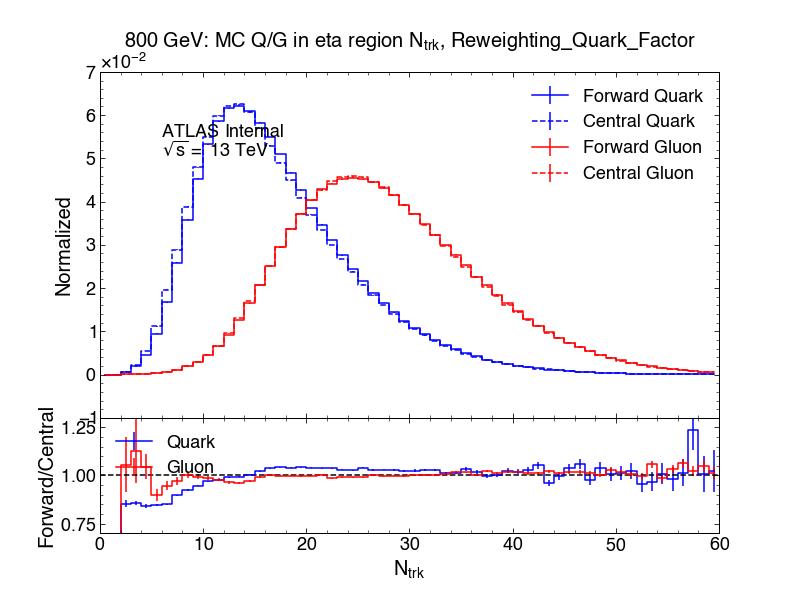 800 GeV: MC Q/G in eta region N_trk, Reweighting_Quark_Factor
×10⁻²
7
6
5
4
3
2
1
0
−1
Normalized
Forward Quark
Central Quark
Forward Gluon
Central Gluon
ATLAS Internal
√s = 13 TeV
Forward/Central
1.25
1.00
0.75
Quark
Gluon
0 10 20 30 40 50 60
N_trk